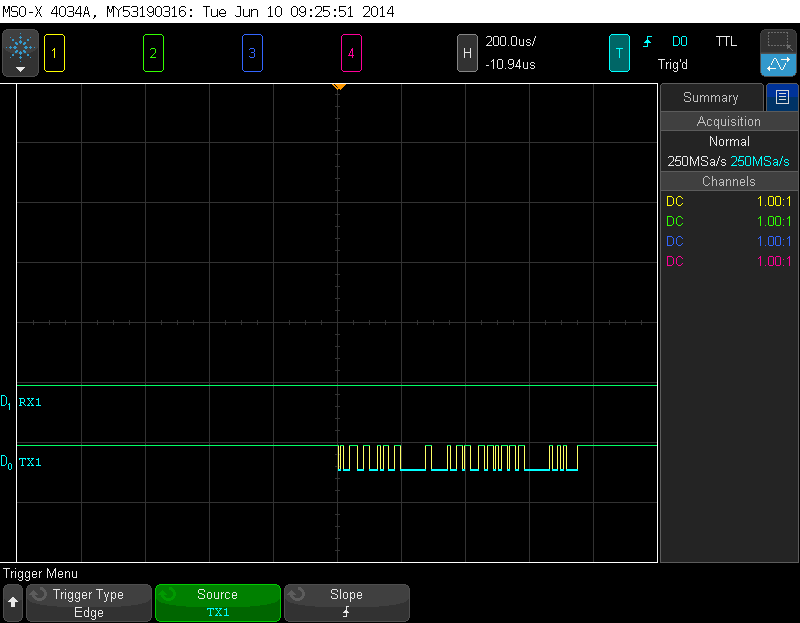 MSO-X 4034A, MY53190316: Tue Jun 10 09:25:51 2014
1 2 3 4 H 200.0us/ -10.94us T D0 TTL Trig'd
Summary
Acquisition
Normal
250MSa/s 250MSa/s
Channels
DC 1.00:1
DC 1.00:1
DC 1.00:1
DC 1.00:1
D1 RX1
D0 TX1
Trigger Menu
Trigger Type
Edge
Source
TX1
Slope